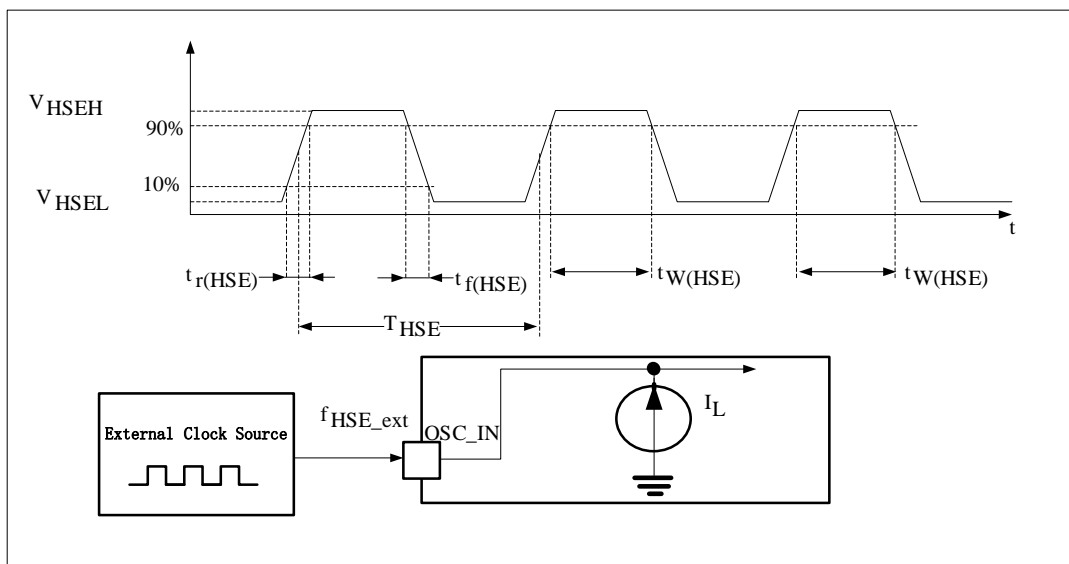 VHSEH
90%
10%
VHSEL
t
tr(HSE)
tf(HSE)
tW(HSE)
tW(HSE)
THSE
fHSE_ext
OSC_IN
IL
External Clock Source